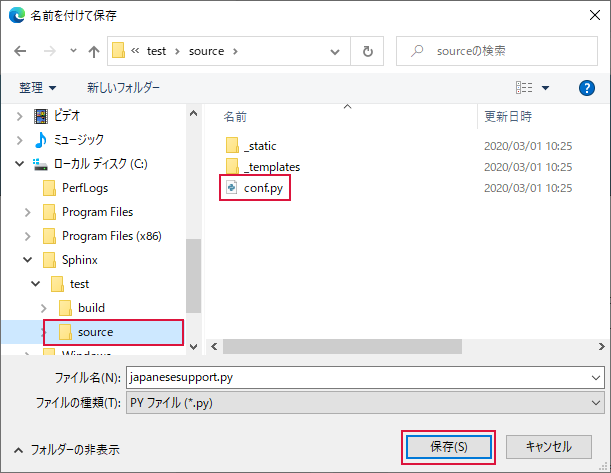 名前を付けて保存
« test › source ›
sourceの検索
整理
新しいフォルダー
ビデオ
ミュージック
ローカル ディスク (C:)
PerfLogs
Program Files
Program Files (x86)
Sphinx
test
build
source
Windows
名前
更新日時
_static
2020/03/01 10:25
_templates
2020/03/01 10:25
conf.py
2020/03/01 10:25
ファイル名(N):
japanesesupport.py
ファイルの種類(T):
PY ファイル (*.py)
フォルダーの非表示
保存(S)
キャンセル